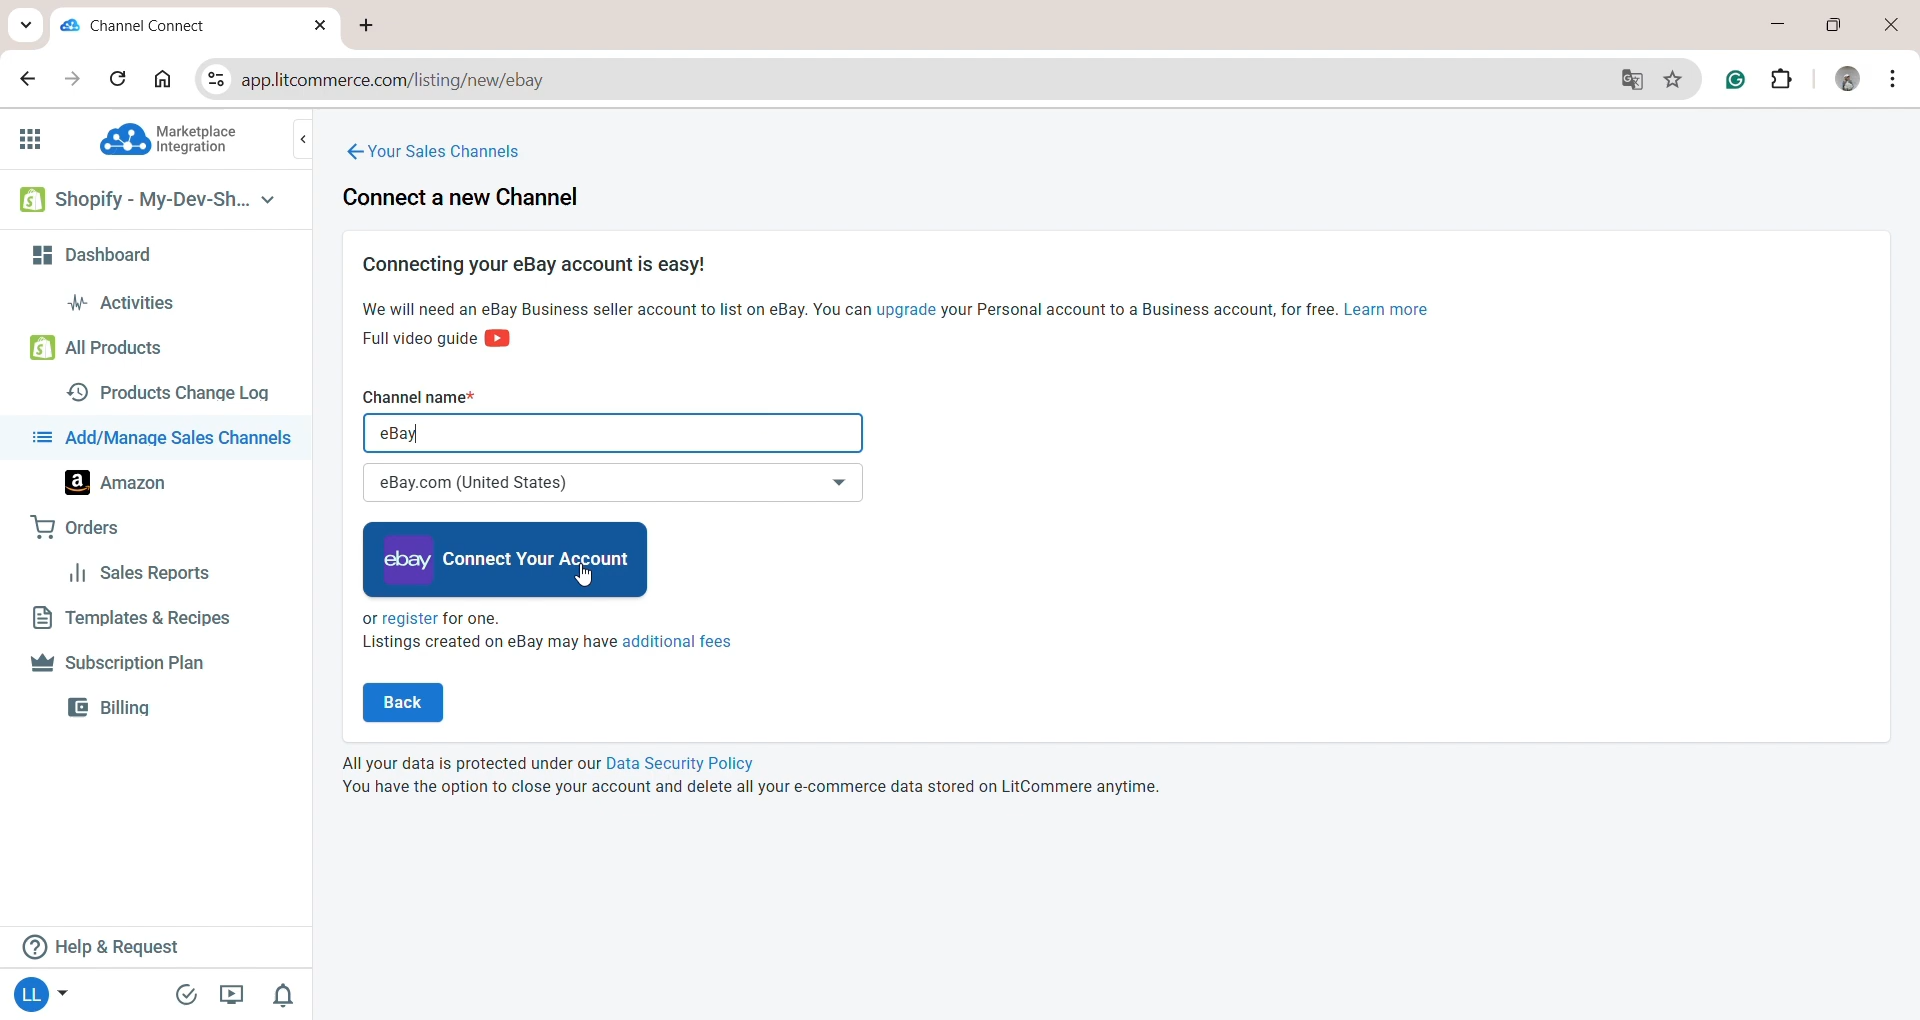 Channel Connect
app.litcommerce.com/listing/new/ebay
Marketplace
Integration
Shopify - My-Dev-Sh...
Dashboard
Activities
All Products
Products Change Log
Add/Manage Sales Channels
a Amazon
Orders
Sales Reports
Templates & Recipes
Subscription Plan
Billing
Help & Request
LL
Your Sales Channels
Connect a new Channel
Connecting your eBay account is easy!
We will need an eBay Business seller account to list on eBay. You can upgrade your Personal account to a Business account, for free. Learn more
Full video guide
Channel name*
eBay
eBay.com (United States)
ebay Connect Your Account
or register for one.
Listings created on eBay may have additional fees
Back
All your data is protected under our Data Security Policy
You have the option to close your account and delete all your e-commerce data stored on LitCommere anytime.